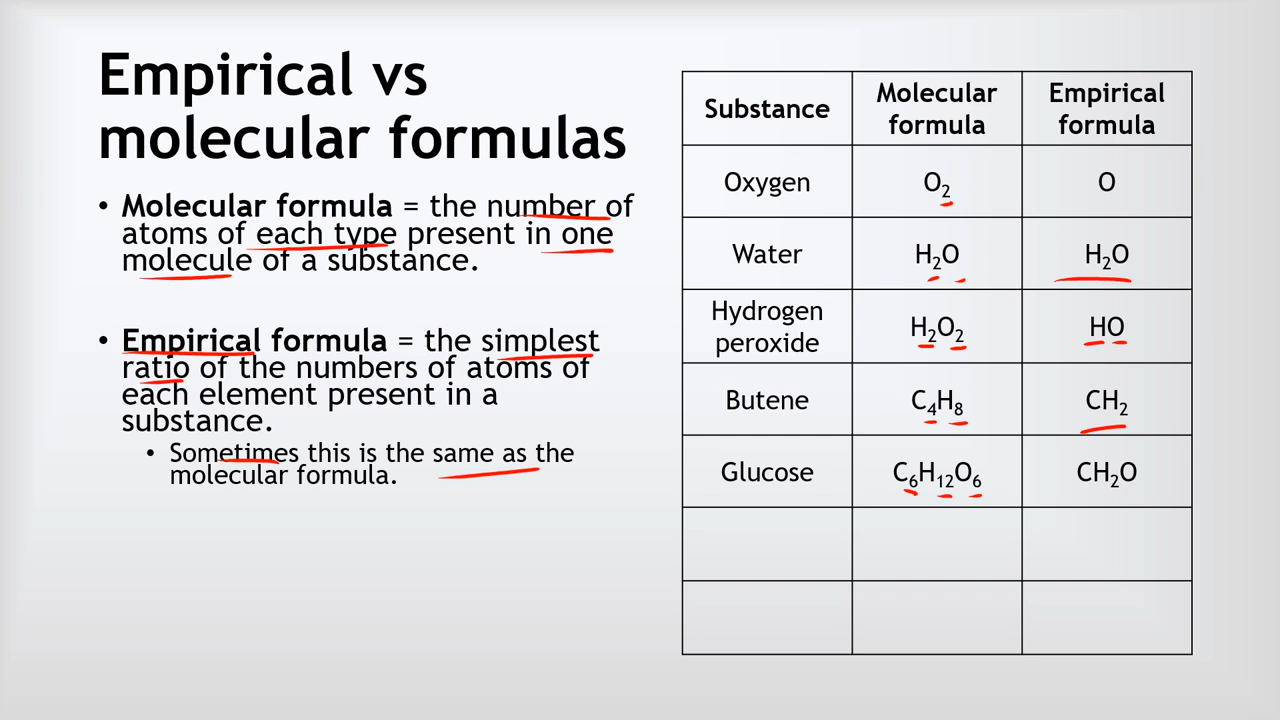 Empirical vs
molecular formulas
• Molecular formula = the number of
atoms of each type present in one
molecule of a substance.
• Empirical formula = the simplest
ratio of the numbers of atoms of
each element present in a
substance.
• Sometimes this is the same as the
molecular formula.
Substance Molecular formula Empirical formula
Oxygen O₂ O
Water H₂O H₂O
Hydrogen peroxide H₂O₂ HO
Butene C₄H₈ CH₂
Glucose C₆H₁₂O₆ CH₂O